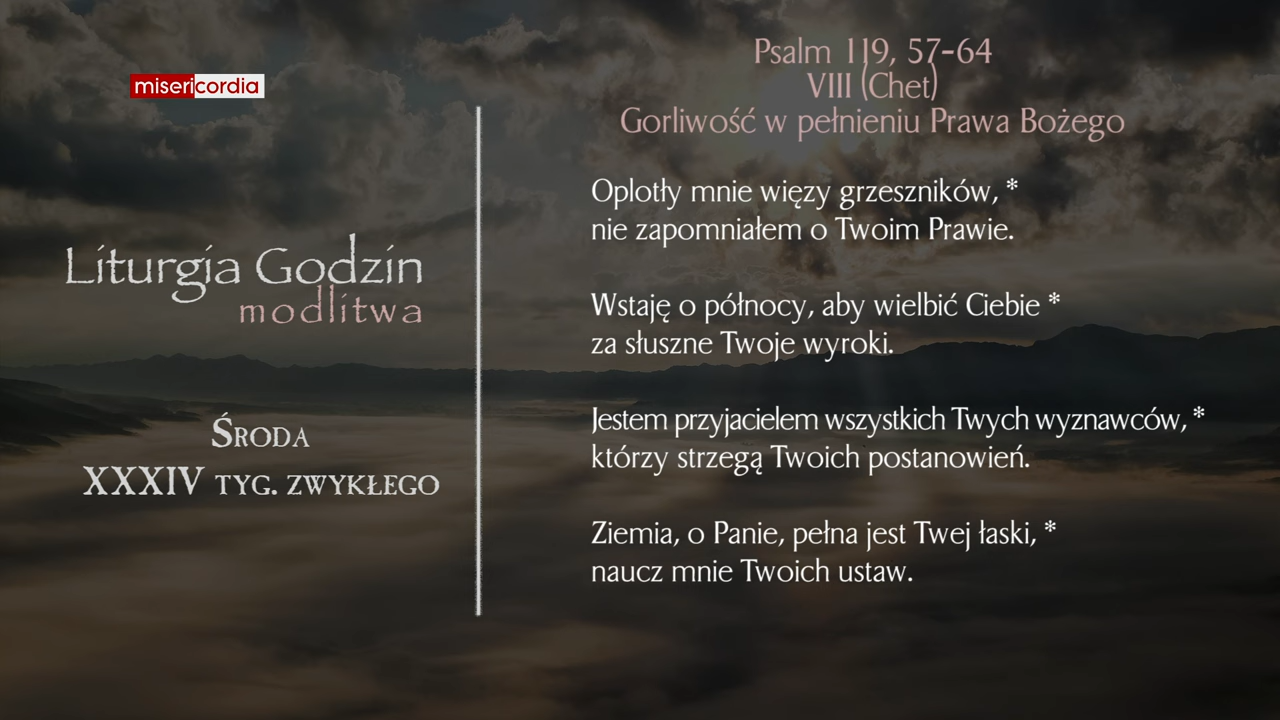 misericordia
Liturgia Godzin
modlitwa
Środa
XXXIV tyg. zwykłego
Psalm 119, 57-64
VIII (Chet)
Gorliwość w pełnieniu Prawa Bożego
Oplotły mnie więzy grzeszników, *
nie zapomniałem o Twoim Prawie.
Wstaję o północy, aby wielbić Ciebie *
za słuszne Twoje wyroki.
Jestem przyjacielem wszystkich Twych wyznawców, *
którzy strzegą Twoich postanowień.
Ziemia, o Panie, pełna jest Twej łaski, *
naucz mnie Twoich ustaw.